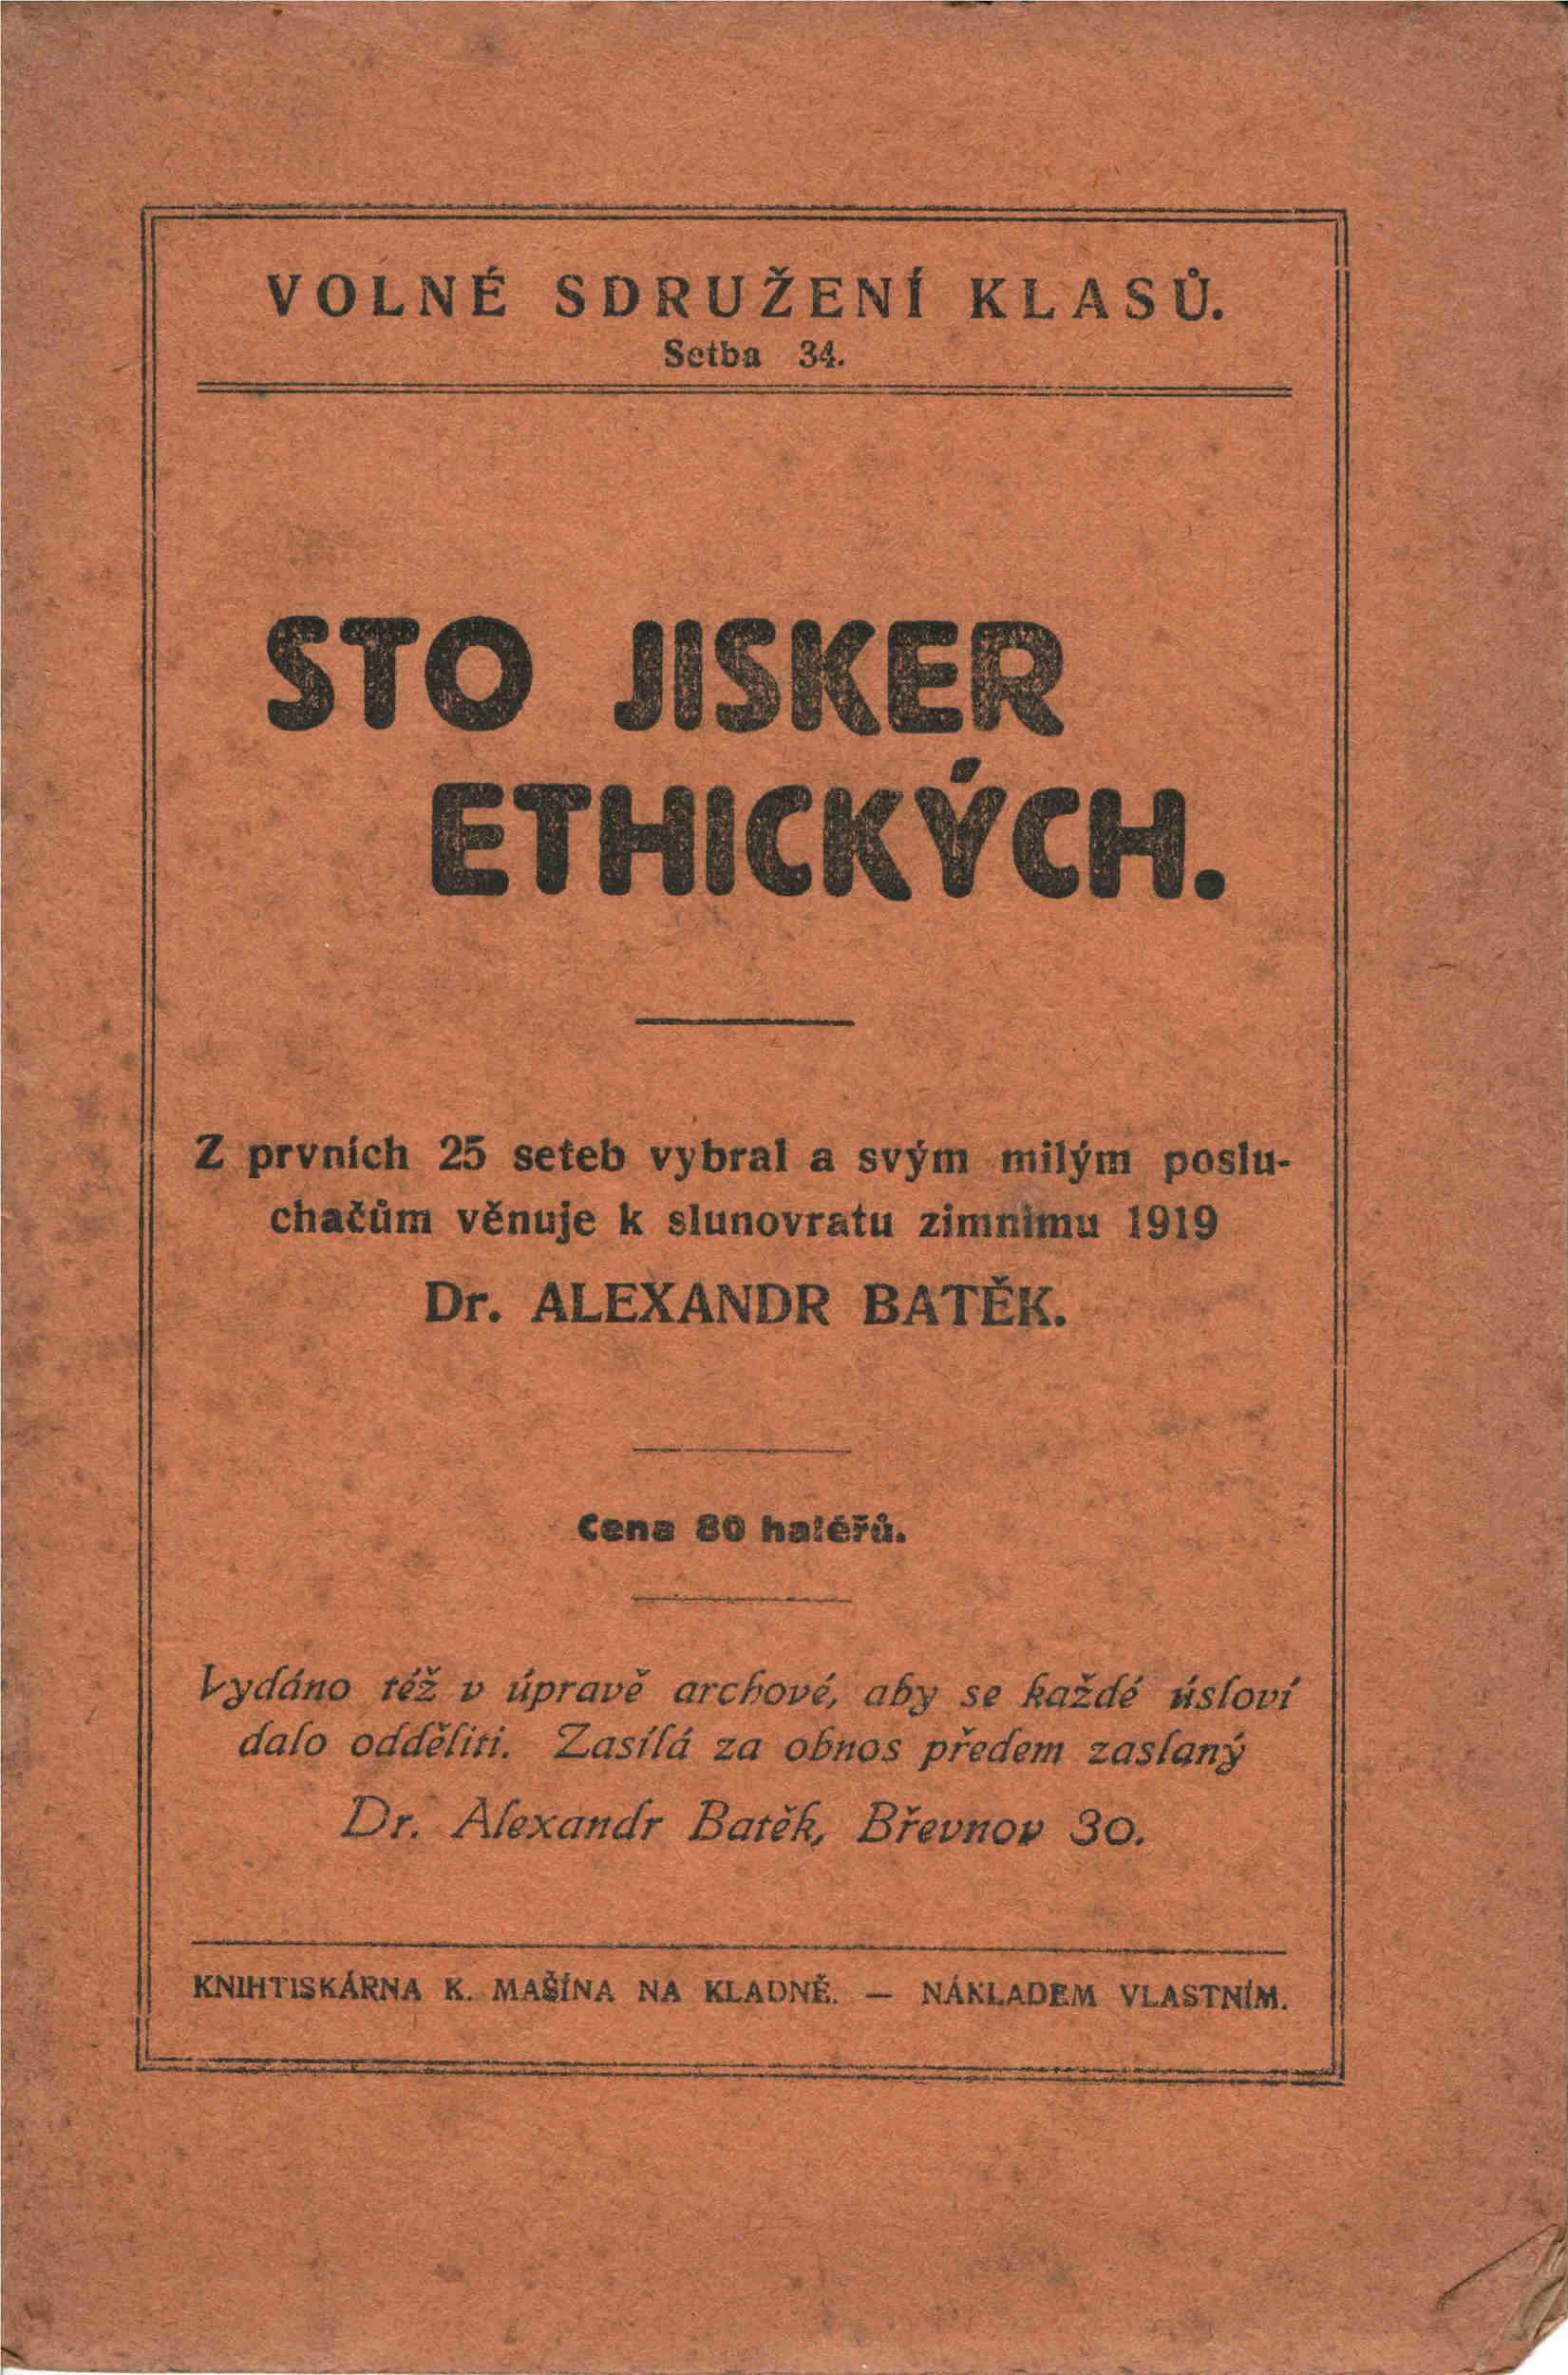 VOLNÉ SDRUŽENÍ KLASŮ.
Setba 34.
STO JISKER
ETHICKÝCH.
Z prvních 25 seteb vybral a svým milým poslu-
chačům věnuje k slunovratu zimnímu 1919
Dr. ALEXANDR BATĚK.
Cena 80 haléřů.
Vydáno též v úpravě archové, aby se každé úsloví
dalo odděliti. Zasílá za obnos předem zaslaný
Dr. Alexandr Batěk, Břevnov 30.
KNIHTISKÁRNA K. MAŠÍNA NA KLADNĚ. — NÁKLADEM VLASTNÍM.